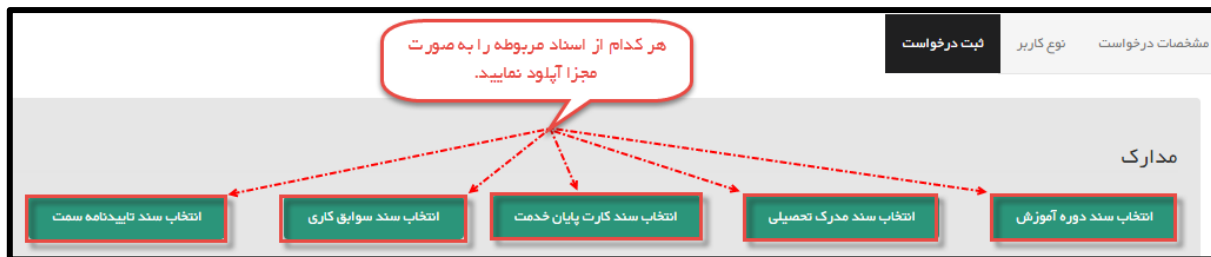 مشخصات درخواست
نوع کاربر
ثبت درخواست
هر کدام از اسناد مربوطه را به صورت
مجزا آپلود نمایید.
مدارک
انتخاب سند دوره آموزش
انتخاب سند مدرک تحصیلی
انتخاب سند کارت پایان خدمت
انتخاب سند سوابق کاری
انتخاب سند تاییدنامه سمت